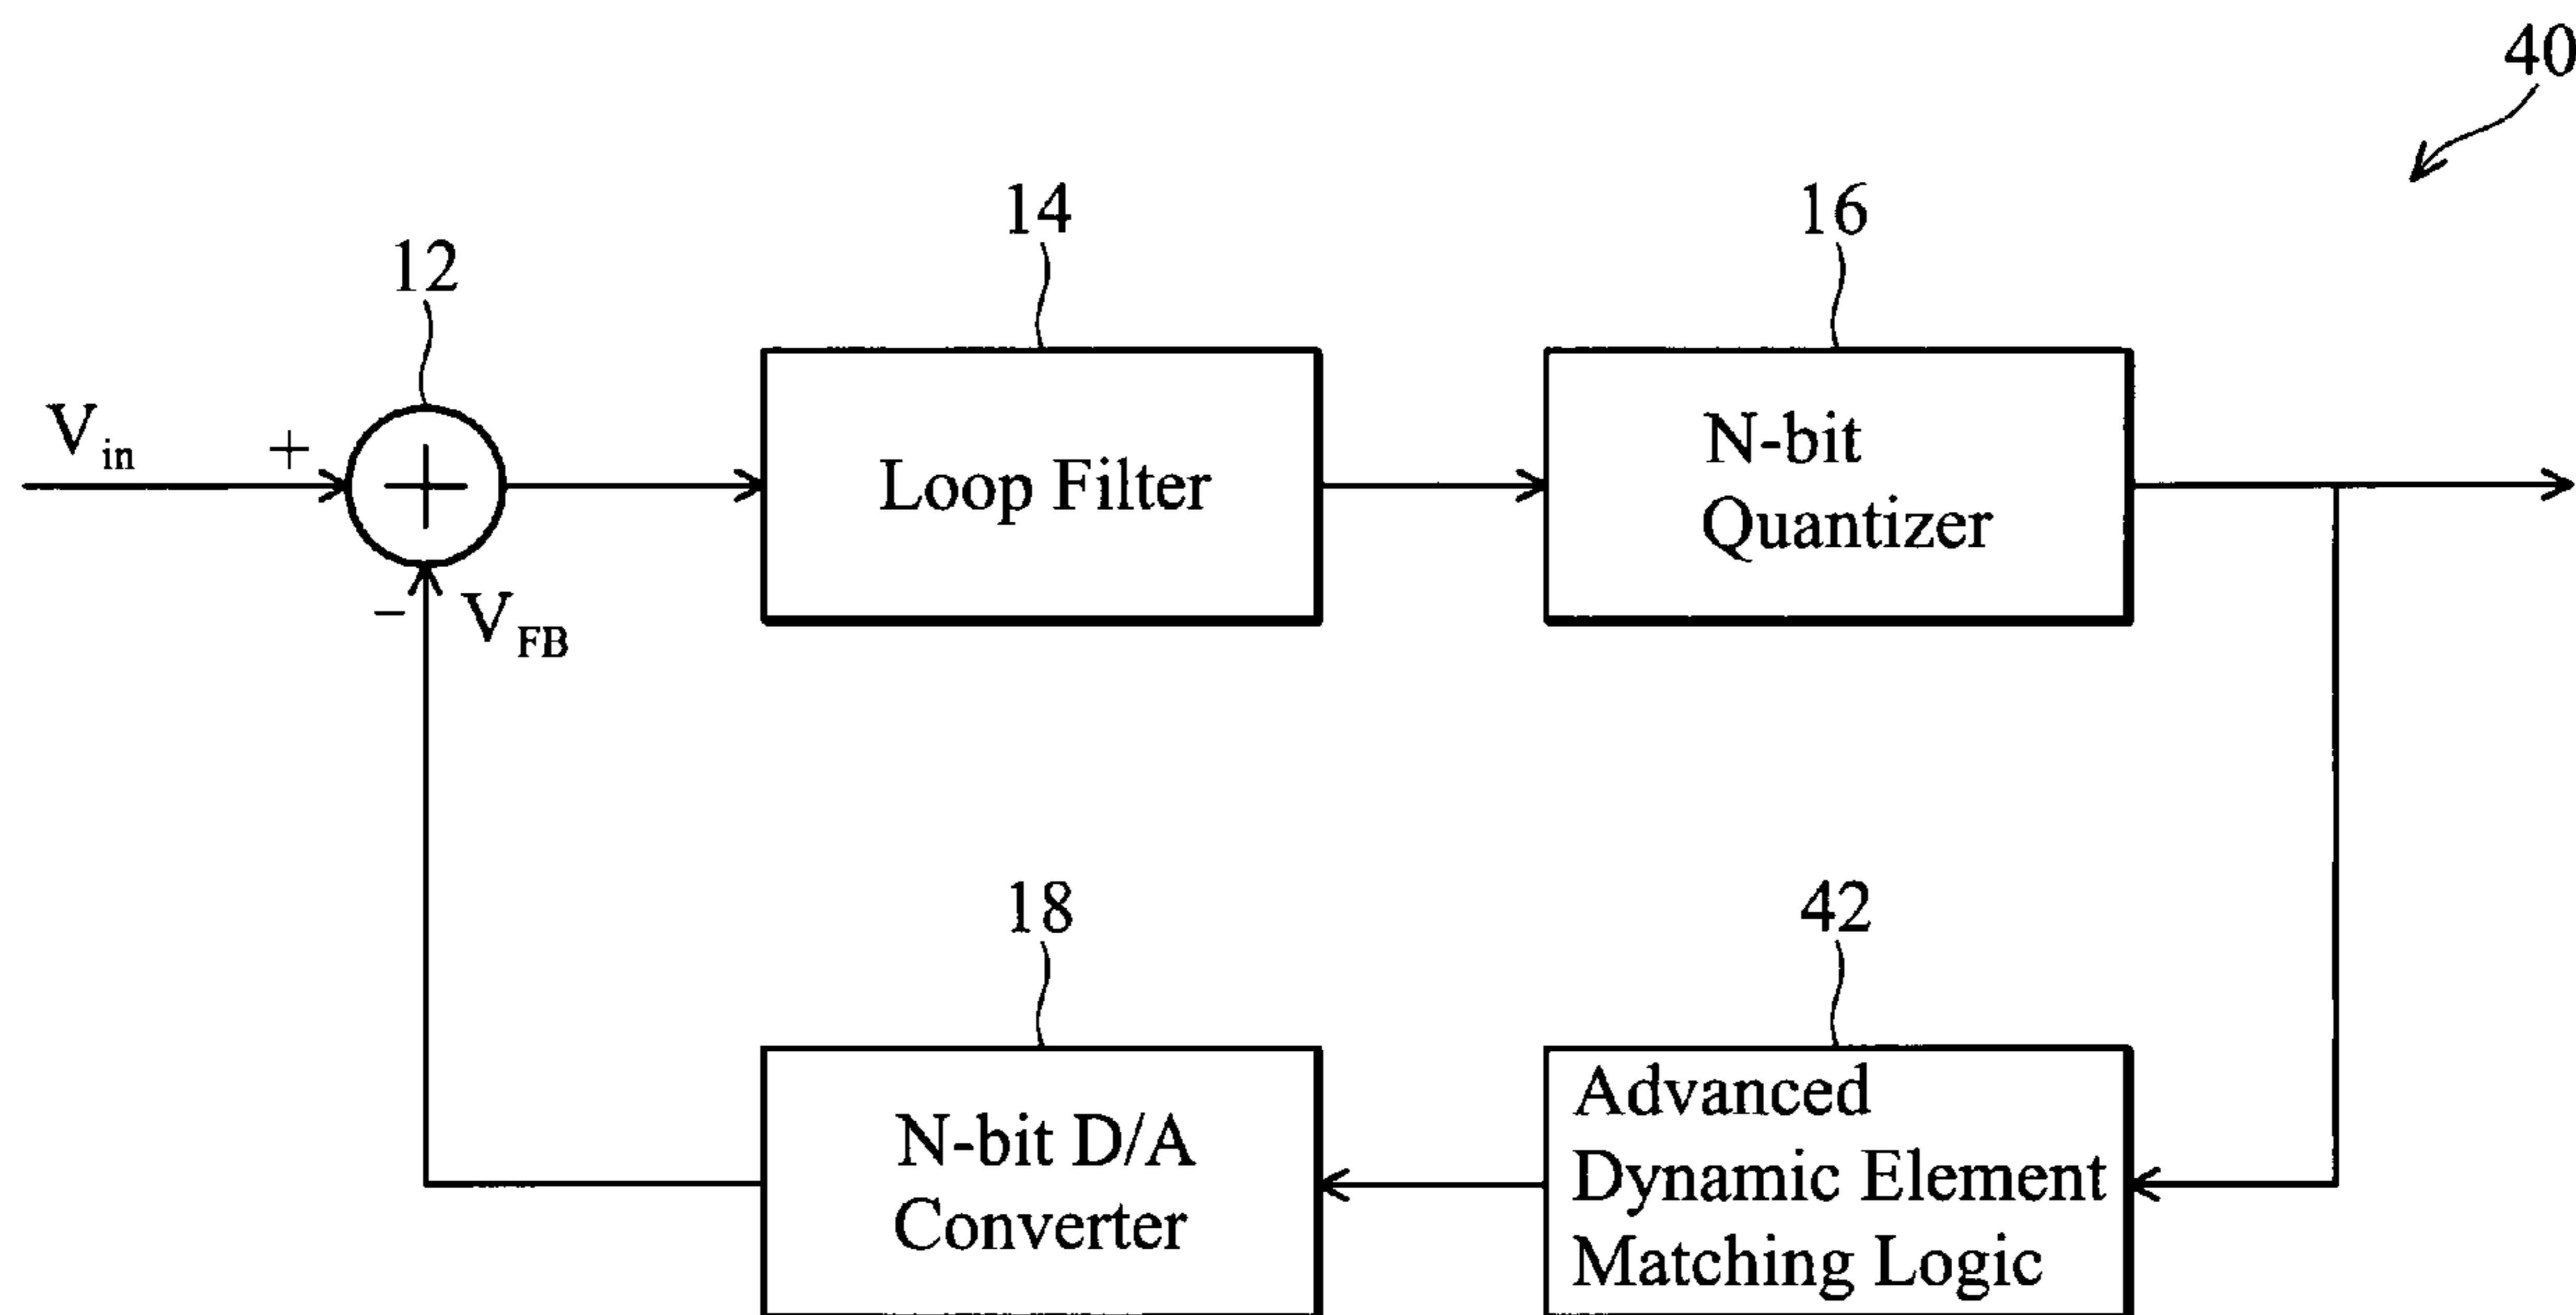 40
14
16
12
V_in
+
Loop Filter
N-bit
Quantizer
− V_FB
18
42
N-bit D/A
Converter
Advanced
Dynamic Element
Matching Logic